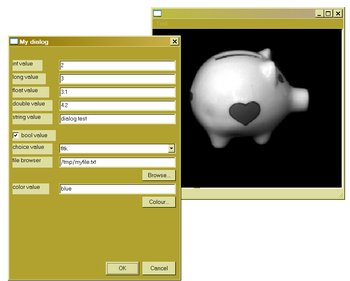 My dialog
int value
2
long value
3
float value
3.1
double value
4.2
string value
dialog test
bool value
choice value
file browser
/tmp/myfile.txt
Browse...
color value
blue
Colour...
OK
Cancel